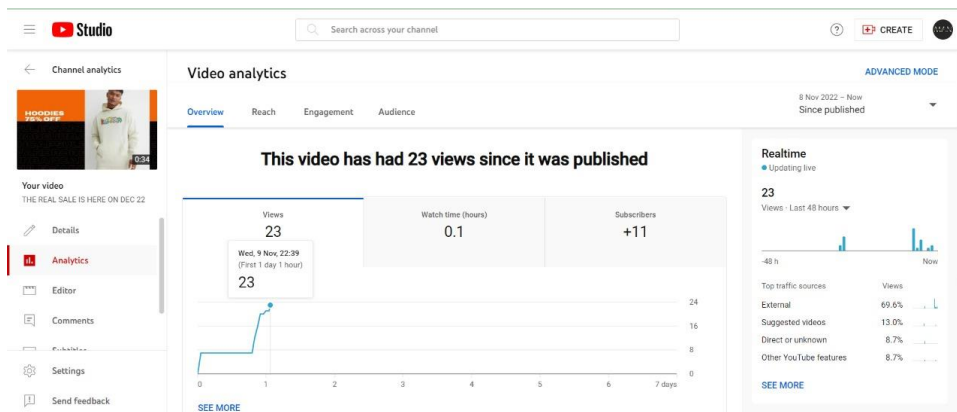 Studio
Search across your channel
CREATE
Channel analytics
HOODIES
75% OFF
0:34
Your video
THE REAL SALE IS HERE ON DEC 22
Details
Analytics
Editor
Comments
Subtitles
Settings
Send feedback
Video analytics
ADVANCED MODE
Overview Reach Engagement Audience
8 Nov 2022 – Now
Since published
This video has had 23 views since it was published
Views
23
Watch time (hours)
0.1
Subscribers
+11
Wed, 9 Nov, 22:39
(First 1 day 1 hour)
23
24
16
8
0
0 1 2 3 4 5 6 7 days
SEE MORE
Realtime
Updating live
23
Views · Last 48 hours
-48 h Now
Top traffic sources Views
External 69.6%
Suggested videos 13.0%
Direct or unknown 8.7%
Other YouTube features 8.7%
SEE MORE